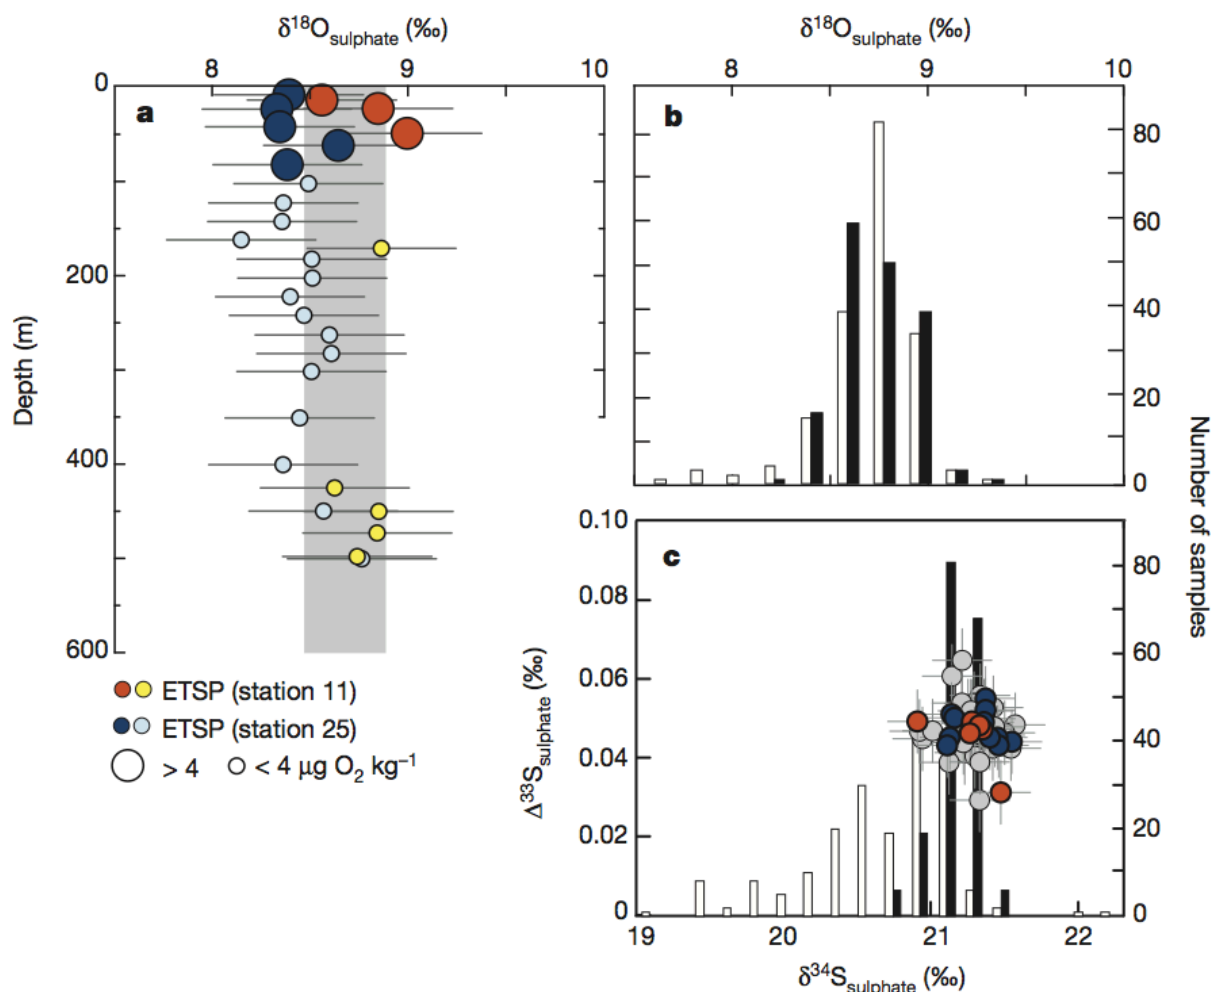 δ18Osulphate (‰)
8 9 10
a
0
200
400
600
Depth (m)
ETSP (station 11)
ETSP (station 25)
> 4 < 4 µg O2 kg–1
δ18Osulphate (‰)
8 9 10
b
80
60
40
20
0
Number of samples
c
0.10
0.08
0.06
0.04
0.02
0
Δ33Ssulphate (‰)
80
60
40
20
0
19 20 21 22
δ34Ssulphate (‰)